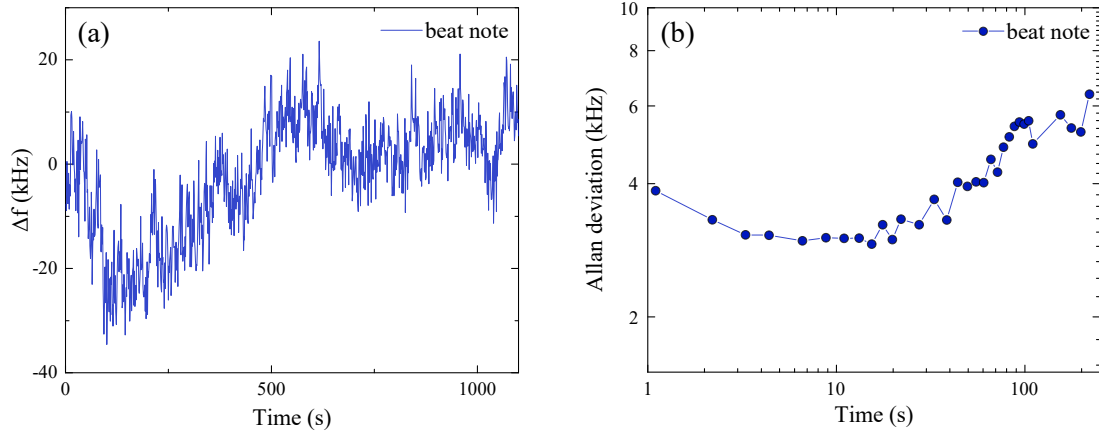 (a)
beat note
20
0
-20
-40
Δf (kHz)
0
500
1000
Time (s)
(b)
beat note
10
8
6
4
2
Allan deviation (kHz)
1
10
100
Time (s)